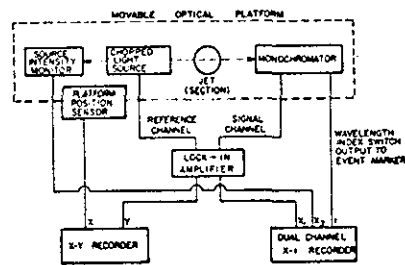 MOVABLE OPTICAL PLATFORM
SOURCE
INTENSITY
MONITOR
CHOPPED
LIGHT
SOURCE
MONOCHROMATOR
JET
(SECTION)
PLATFORM
POSITION
SENSOR
REFERENCE
CHANNEL
SIGNAL
CHANNEL
WAVELENGTH
INDEX SWITCH
OUTPUT TO
EVENT MARKER
LOCK-IN
AMPLIFIER
X
Y
X-Y RECORDER
DUAL CHANNEL
RECORDER